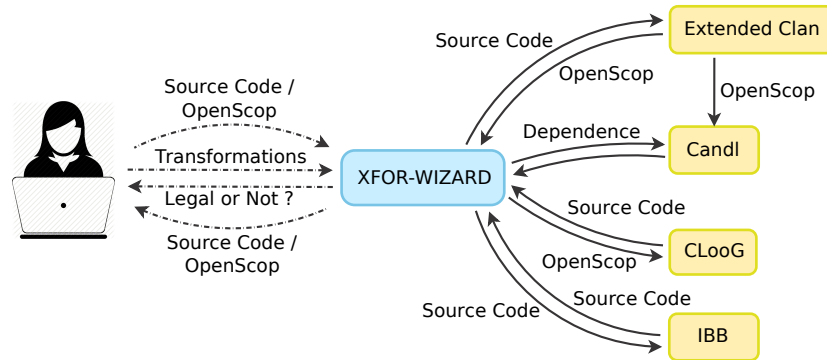 Extended Clan
Source Code
OpenScop
OpenScop
Source Code /
OpenScop
Dependence
Candl
Transformations
XFOR-WIZARD
Legal or Not ?
Source Code
Source Code /
OpenScop
CLooG
OpenScop
Source Code
Source Code
IBB